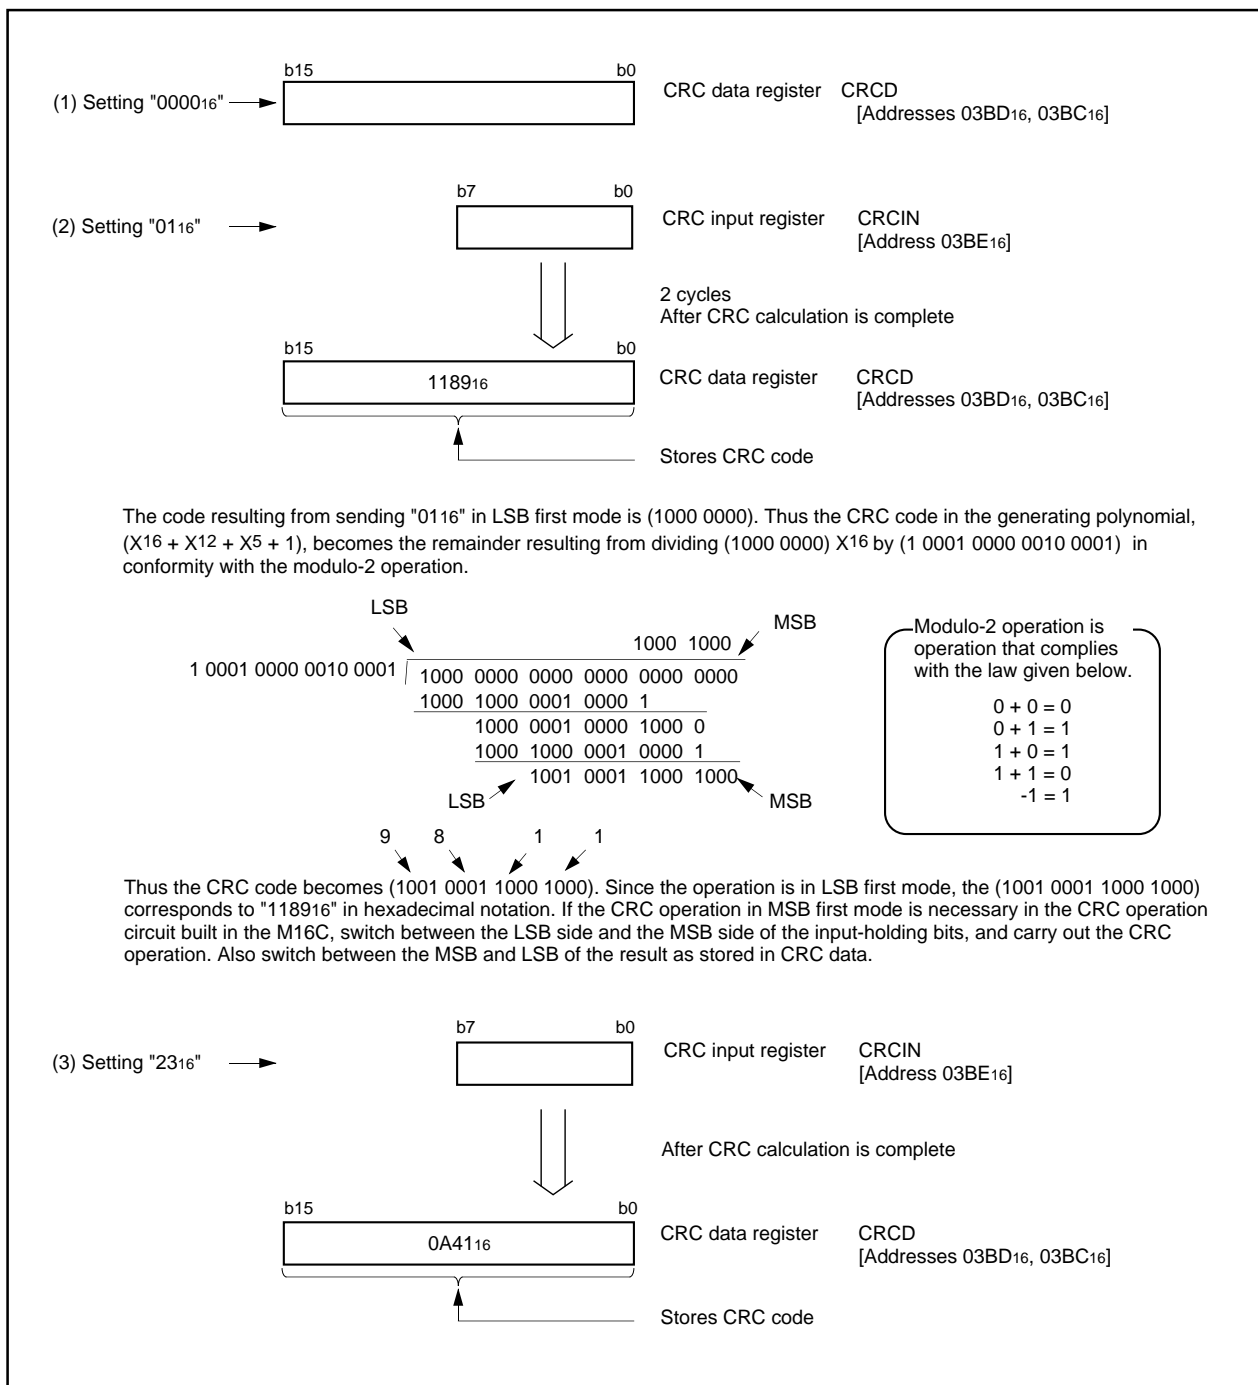 b15 b0
(1) Setting "0000₁₆" CRC data register CRCD
[Addresses 03BD₁₆, 03BC₁₆]
b7 b0
(2) Setting "01₁₆" CRC input register CRCIN
[Address 03BE₁₆]
2 cycles
After CRC calculation is complete
b15 b0
1189₁₆ CRC data register CRCD
[Addresses 03BD₁₆, 03BC₁₆]
Stores CRC code
The code resulting from sending "01₁₆" in LSB first mode is (1000 0000). Thus the CRC code in the generating polynomial,
(X¹⁶ + X¹² + X⁵ + 1), becomes the remainder resulting from dividing (1000 0000) X¹⁶ by (1 0001 0000 0010 0001) in
conformity with the modulo-2 operation.
LSB MSB
1000 1000
1 0001 0000 0010 0001 1000 0000 0000 0000 0000 0000
1000 1000 0001 0000 1
1000 0001 0000 1000 0
1000 1000 0001 0000 1
1001 0001 1000 1000
LSB MSB
Modulo-2 operation is
operation that complies
with the law given below.
0 + 0 = 0
0 + 1 = 1
1 + 0 = 1
1 + 1 = 0
-1 = 1
9 8 1 1
Thus the CRC code becomes (1001 0001 1000 1000). Since the operation is in LSB first mode, the (1001 0001 1000 1000)
corresponds to "1189₁₆" in hexadecimal notation. If the CRC operation in MSB first mode is necessary in the CRC operation
circuit built in the M16C, switch between the LSB side and the MSB side of the input-holding bits, and carry out the CRC
operation. Also switch between the MSB and LSB of the result as stored in CRC data.
b7 b0
(3) Setting "23₁₆" CRC input register CRCIN
[Address 03BE₁₆]
After CRC calculation is complete
b15 b0
0A41₁₆ CRC data register CRCD
[Addresses 03BD₁₆, 03BC₁₆]
Stores CRC code